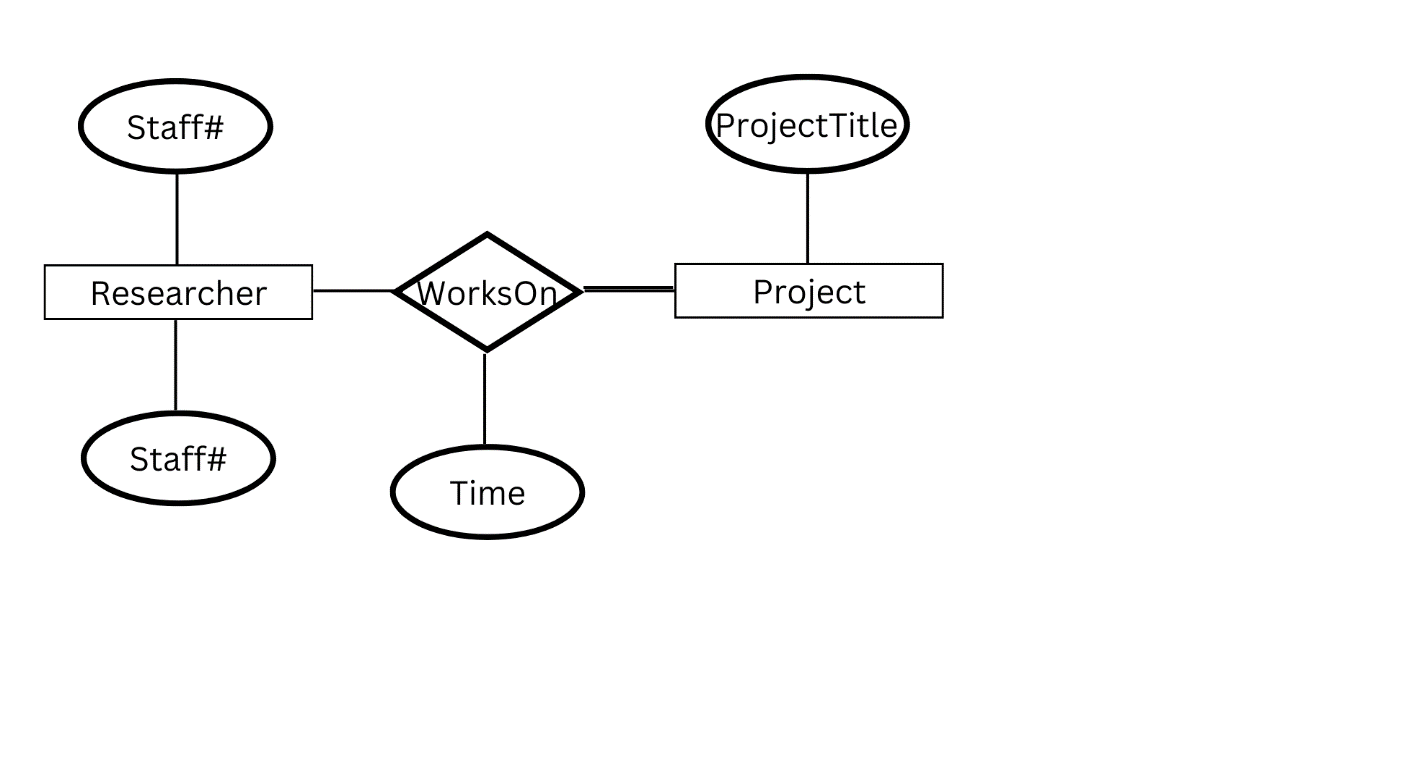 Staff#
ProjectTitle
Researcher
WorksOn
Project
Staff#
Time